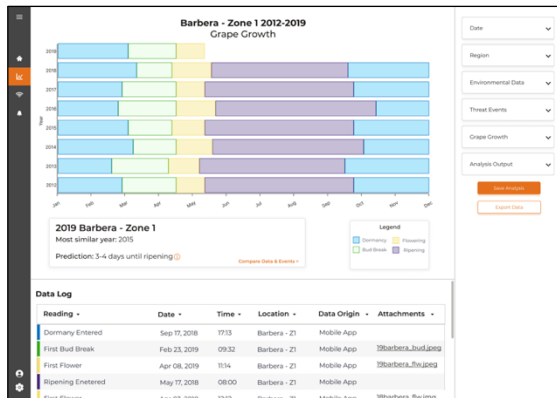 Barbera - Zone 1 2012-2019
Grape Growth
2019
2018
2017
2016
2015
2014
2013
2012
Year
Jan Feb Mar Apr May Jun Jul Aug Sep Oct Nov Dec
2019 Barbera - Zone 1
Most similar year: 2015
Prediction: 3-4 days until ripening
Compare Data & Events >
Legend
Dormancy Flowering
Bud Break Ripening
Date
Region
Environmental Data
Threat Events
Grape Growth
Analysis Output
Save Analysis
Export Data
Data Log
Reading Date Time Location Data Origin Attachments
Dormany Entered Sep 17, 2018 17:13 Barbera - Z1 Mobile App
First Bud Break Feb 23, 2019 09:32 Barbera - Z1 Mobile App 19barbera_bud.jpeg
First Flower Apr 08, 2019 11:14 Barbera - Z1 Mobile App 19barbera_flw.jpeg
Ripening Enetered May 17, 2018 08:00 Barbera - Z1 Mobile App